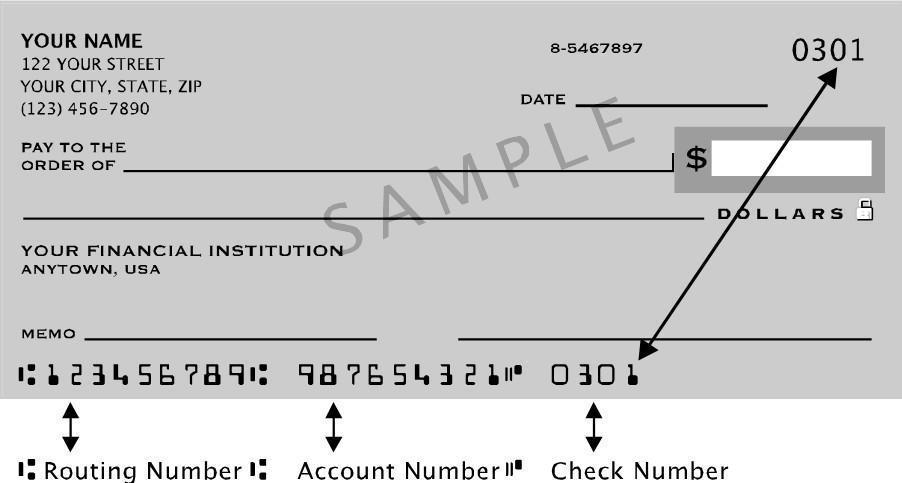 YOUR NAME
122 YOUR STREET
YOUR CITY, STATE, ZIP
(123) 456-7890
8-5467897
0301
DATE
PAY TO THE
ORDER OF
$
SAMPLE
DOLLARS
YOUR FINANCIAL INSTITUTION
ANYTOWN, USA
MEMO
⑆123456789⑆ 987654321⑈ 0301
⑆Routing Number⑆ Account Number⑈ Check Number